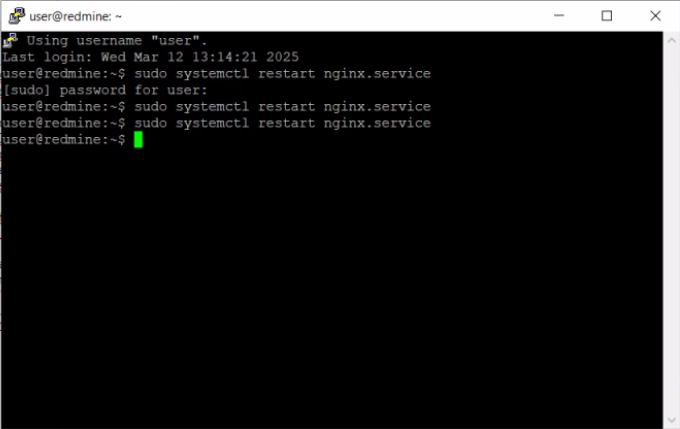 user@redmine: ~
Using username "user".
Last login: Wed Mar 12 13:14:21 2025
user@redmine:~$ sudo systemctl restart nginx.service
[sudo] password for user:
user@redmine:~$ sudo systemctl restart nginx.service
user@redmine:~$ sudo systemctl restart nginx.service
user@redmine:~$